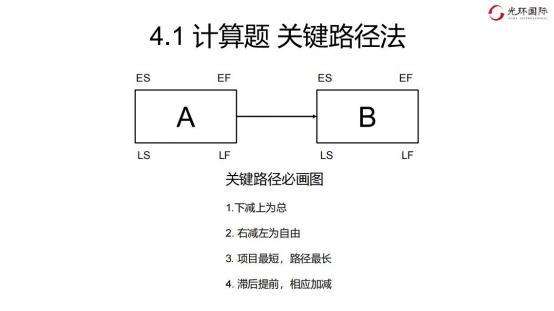 光环国际
4.1 计算题 关键路径法
ES EF ES EF
A B
LS LF LS LF
关键路径必画图
1.下减上为总
2. 右减左为自由
3. 项目最短，路径最长
4. 滞后提前，相应加减